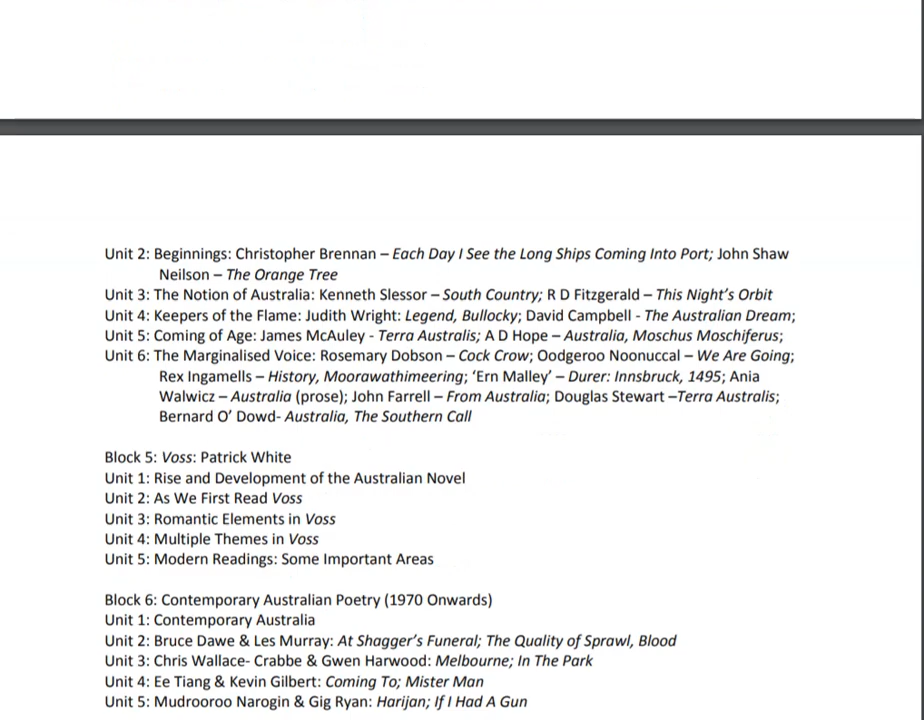 Unit 2: Beginnings: Christopher Brennan – Each Day I See the Long Ships Coming Into Port; John Shaw
Neilson – The Orange Tree
Unit 3: The Notion of Australia: Kenneth Slessor – South Country; R D Fitzgerald – This Night's Orbit
Unit 4: Keepers of the Flame: Judith Wright: Legend, Bullocky; David Campbell - The Australian Dream;
Unit 5: Coming of Age: James McAuley - Terra Australis; A D Hope – Australia, Moschus Moschiferus;
Unit 6: The Marginalised Voice: Rosemary Dobson – Cock Crow; Oodgeroo Noonuccal – We Are Going;
Rex Ingamells – History, Moorawathimeering; 'Ern Malley' – Durer: Innsbruck, 1495; Ania
Walwicz – Australia (prose); John Farrell – From Australia; Douglas Stewart –Terra Australis;
Bernard O' Dowd- Australia, The Southern Call
Block 5: Voss: Patrick White
Unit 1: Rise and Development of the Australian Novel
Unit 2: As We First Read Voss
Unit 3: Romantic Elements in Voss
Unit 4: Multiple Themes in Voss
Unit 5: Modern Readings: Some Important Areas
Block 6: Contemporary Australian Poetry (1970 Onwards)
Unit 1: Contemporary Australia
Unit 2: Bruce Dawe & Les Murray: At Shagger's Funeral; The Quality of Sprawl, Blood
Unit 3: Chris Wallace- Crabbe & Gwen Harwood: Melbourne; In The Park
Unit 4: Ee Tiang & Kevin Gilbert: Coming To; Mister Man
Unit 5: Mudrooroo Narogin & Gig Ryan: Harijan; If I Had A Gun